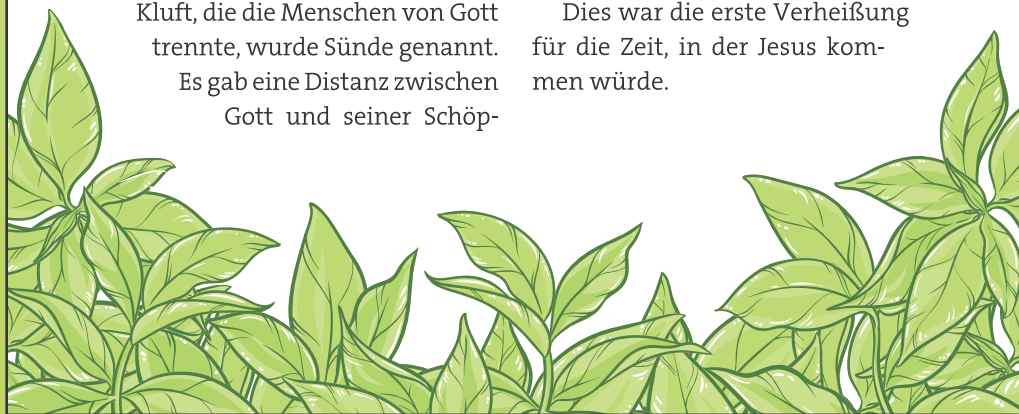 Kluft, die die Menschen von Gott
trennte, wurde Sünde genannt.
Es gab eine Distanz zwischen
Gott und seiner Schöp-
Dies war die erste Verheißung
für die Zeit, in der Jesus kom-
men würde.